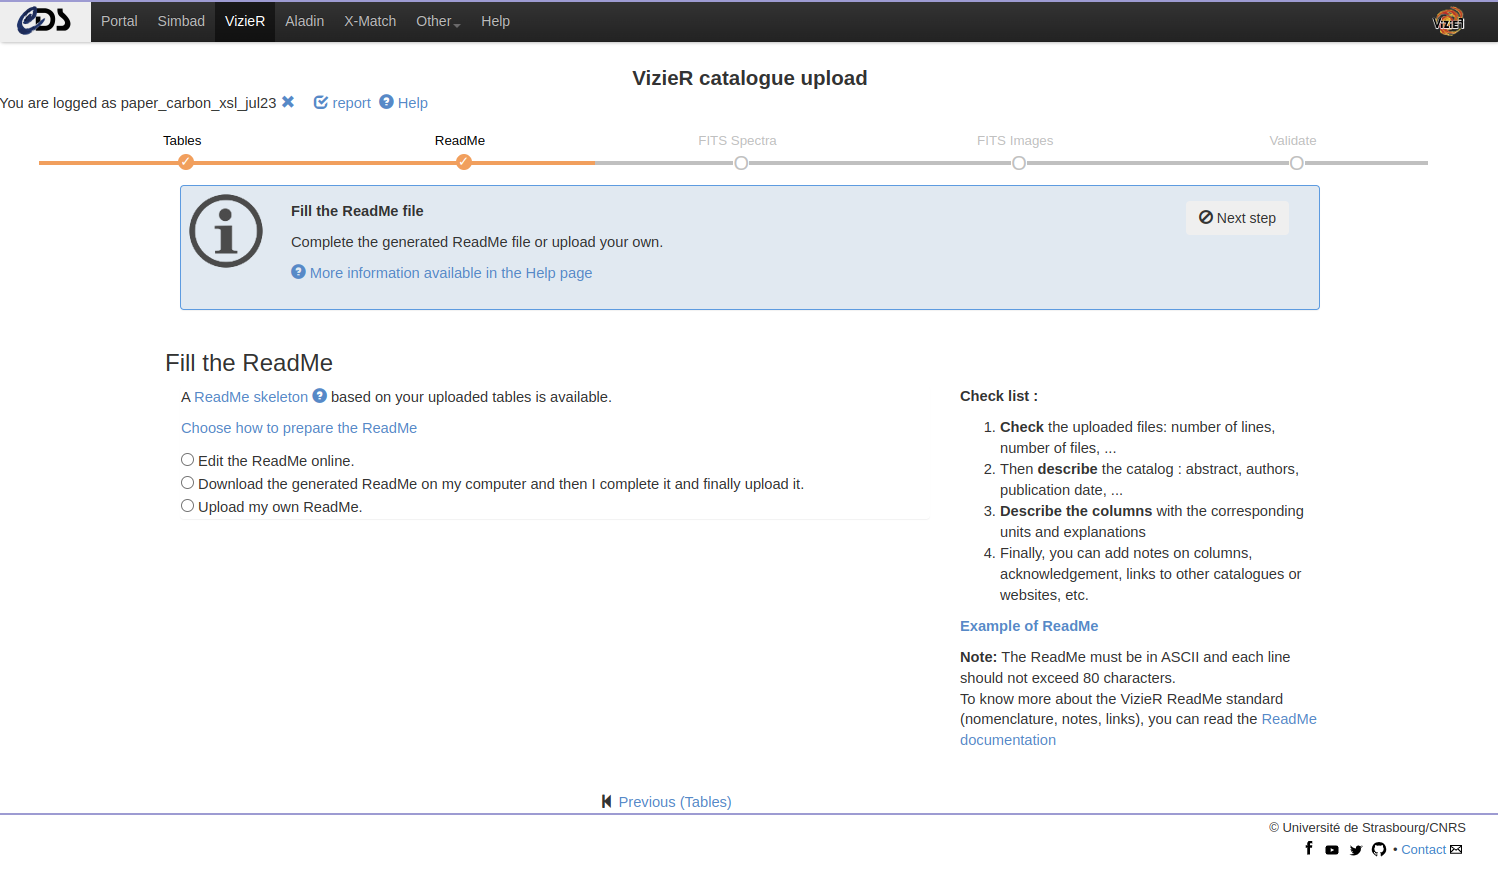 CDS
Portal Simbad VizieR Aladin X-Match Other Help
VizieR
VizieR catalogue upload
You are logged as paper_carbon_xsl_jul23 report Help
Tables ReadMe FITS Spectra FITS Images Validate
Fill the ReadMe file
Next step
Complete the generated ReadMe file or upload your own.
More information available in the Help page
Fill the ReadMe
A ReadMe skeleton based on your uploaded tables is available.
Choose how to prepare the ReadMe
Edit the ReadMe online.
Download the generated ReadMe on my computer and then I complete it and finally upload it.
Upload my own ReadMe.
Check list :
1. Check the uploaded files: number of lines,
number of files, ...
2. Then describe the catalog : abstract, authors,
publication date, ...
3. Describe the columns with the corresponding
units and explanations
4. Finally, you can add notes on columns,
acknowledgement, links to other catalogues or
websites, etc.
Example of ReadMe
Note: The ReadMe must be in ASCII and each line
should not exceed 80 characters.
To know more about the VizieR ReadMe standard
(nomenclature, notes, links), you can read the ReadMe
documentation
Previous (Tables)
© Université de Strasbourg/CNRS
• Contact